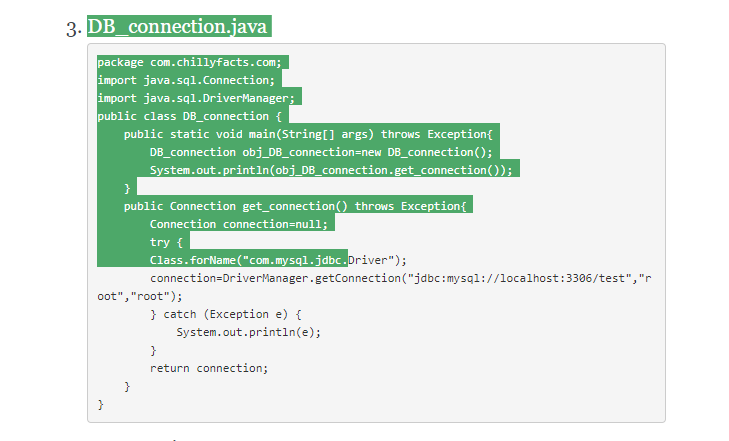 3. DB_connection.java
package com.chillyfacts.com;
import java.sql.Connection;
import java.sql.DriverManager;
public class DB_connection {
    public static void main(String[] args) throws Exception{
        DB_connection obj_DB_connection=new DB_connection();
        System.out.println(obj_DB_connection.get_connection());
    }
    public Connection get_connection() throws Exception{
        Connection connection=null;
        try {
        Class.forName("com.mysql.jdbc.Driver");
        connection=DriverManager.getConnection("jdbc:mysql://localhost:3306/test","r
oot","root");
        } catch (Exception e) {
            System.out.println(e);
        }
        return connection;
    }
}